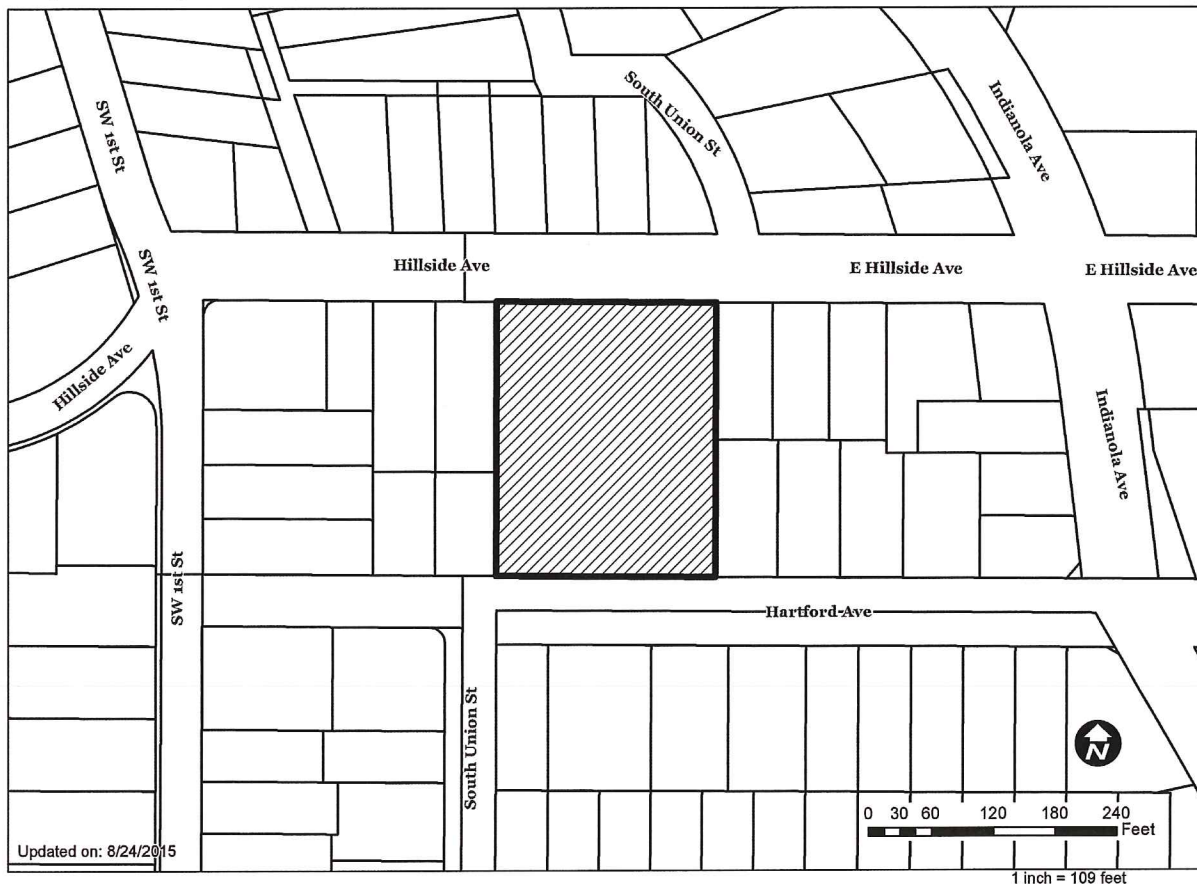 South Union St
Indianola Ave
SW 1st St
Hillside Ave
E Hillside Ave
E Hillside Ave
SW 1st St
Hillside Ave
Indianola Ave
SW 1st St
Hartford Ave
South Union St
N
0 30 60 120 180 240
Feet
Updated on: 8/24/2015
1 inch = 109 feet